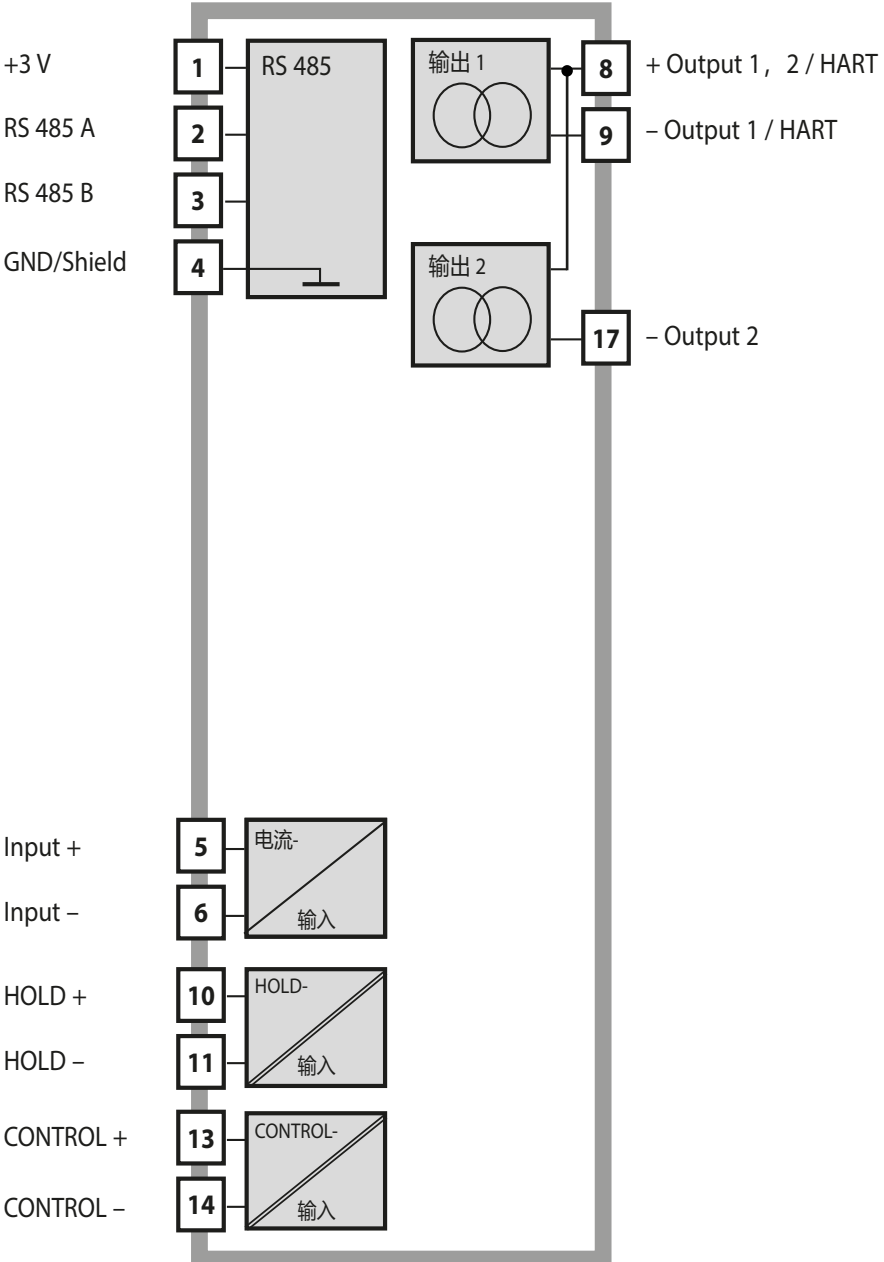 +3 V
1
RS 485
输出 1
8
+ Output 1， 2 / HART
RS 485 A
2
9
– Output 1 / HART
RS 485 B
3
GND/Shield
4
输出 2
17
– Output 2
Input +
5
电流-
Input –
6
输入
HOLD +
10
HOLD-
HOLD –
11
输入
CONTROL +
13
CONTROL-
CONTROL –
14
输入